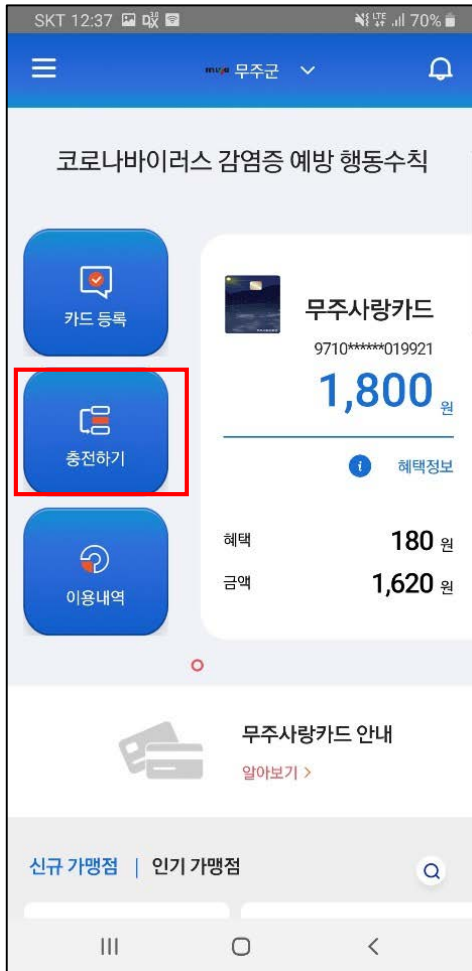 SKT 12:37 70%
muju 무주군
코로나바이러스 감염증 예방 행동수칙
카드 등록
충전하기
이용내역
무주사랑카드
9710******019921
1,800 원
i 혜택정보
혜택 180 원
금액 1,620 원
무주사랑카드 안내
알아보기 >
신규 가맹점 | 인기 가맹점